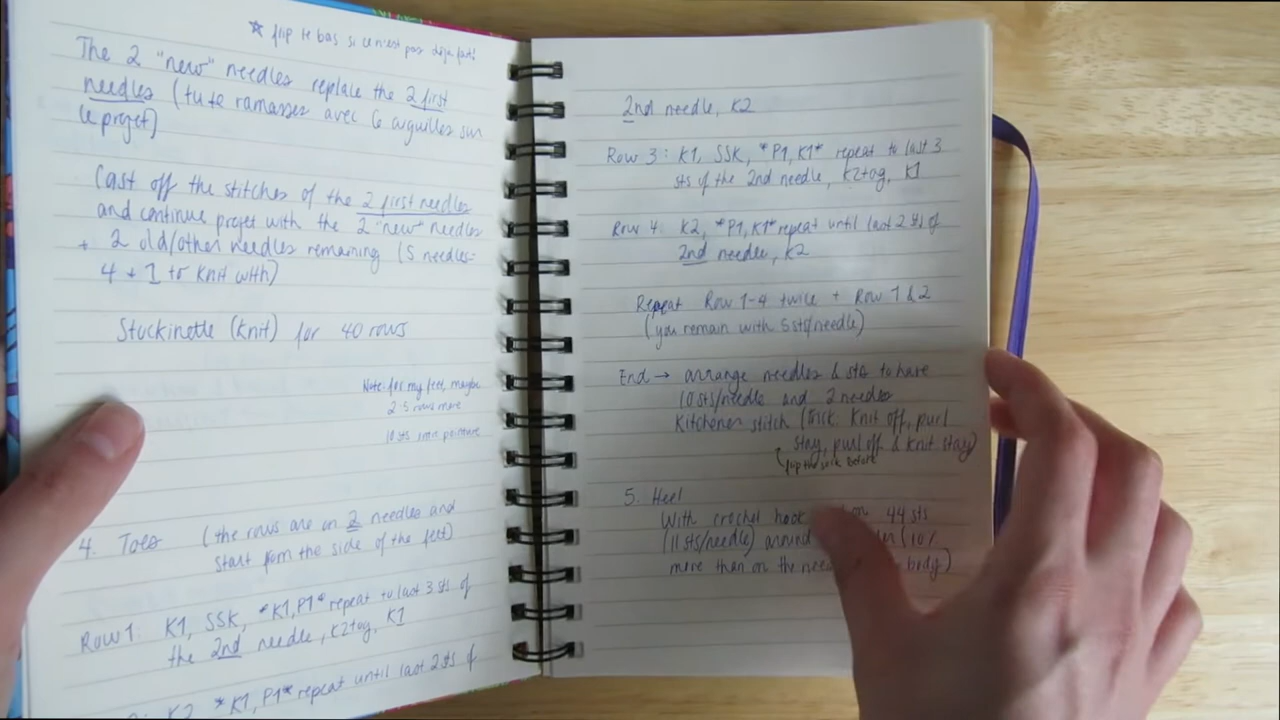 * flip le bas si ce n'est pas déjà fait!
The 2 "new" needles replace the 2 first
needles (tu te ramasses avec 6 aiguilles sur
le projet)
Cast off the stitches of the 2 first needles
and continue projet with the 2 "new" needles
+ 2 old/other needles remaining (5 needles:
4 + 1 to knit with)
Stockinette (knit) for 40 rows
Note: for my feet, maybe
2-5 rows more
10 sts
4. Toes (the rows are on 2 needles and
start from the side of the feet)
Row 1: K1, SSK, *K1, P1* repeat to last 3 sts of
the 2nd needle, K2tog, K1
K2 *K1, P1* repeat until last 2 sts of
2nd needle, K2
Row 3: K1, SSK, *P1, K1* repeat to last 3
sts of the 2nd needle, K2tog, K1
Row 4: K2, *P1, K1* repeat until last 2 sts of
2nd needle, K2
Repeat Row 1-4 twice + Row 1 & 2
(you remain with 5 sts/needle)
End → arrange needles & sts to have
10 sts/needle and 2 needles
Kitchener stitch (trick: knit off, purl
stay, purl off & knit stay)
flip the sock before
5. Heel
With crochet hook on 44 sts
(11 sts/needle) around (10%
more than on the body)